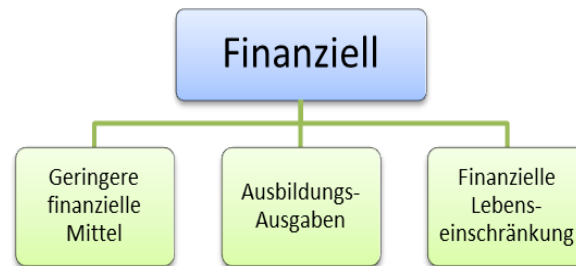 Finanziell
Geringere
finanzielle
Mittel
Ausbildungs-
Ausgaben
Finanzielle
Lebens-
einschränkung